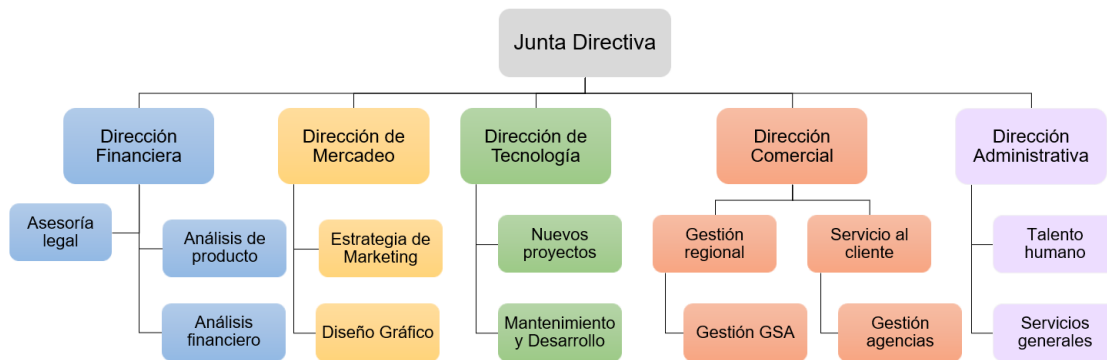 Junta Directiva
Dirección
Financiera
Dirección de
Mercadeo
Dirección de
Tecnología
Dirección
Comercial
Dirección
Administrativa
Asesoría
legal
Análisis de
producto
Estrategia de
Marketing
Nuevos
proyectos
Gestión
regional
Servicio al
cliente
Talento
humano
Análisis
financiero
Diseño Gráfico
Mantenimiento
y Desarrollo
Gestión GSA
Gestión
agencias
Servicios
generales